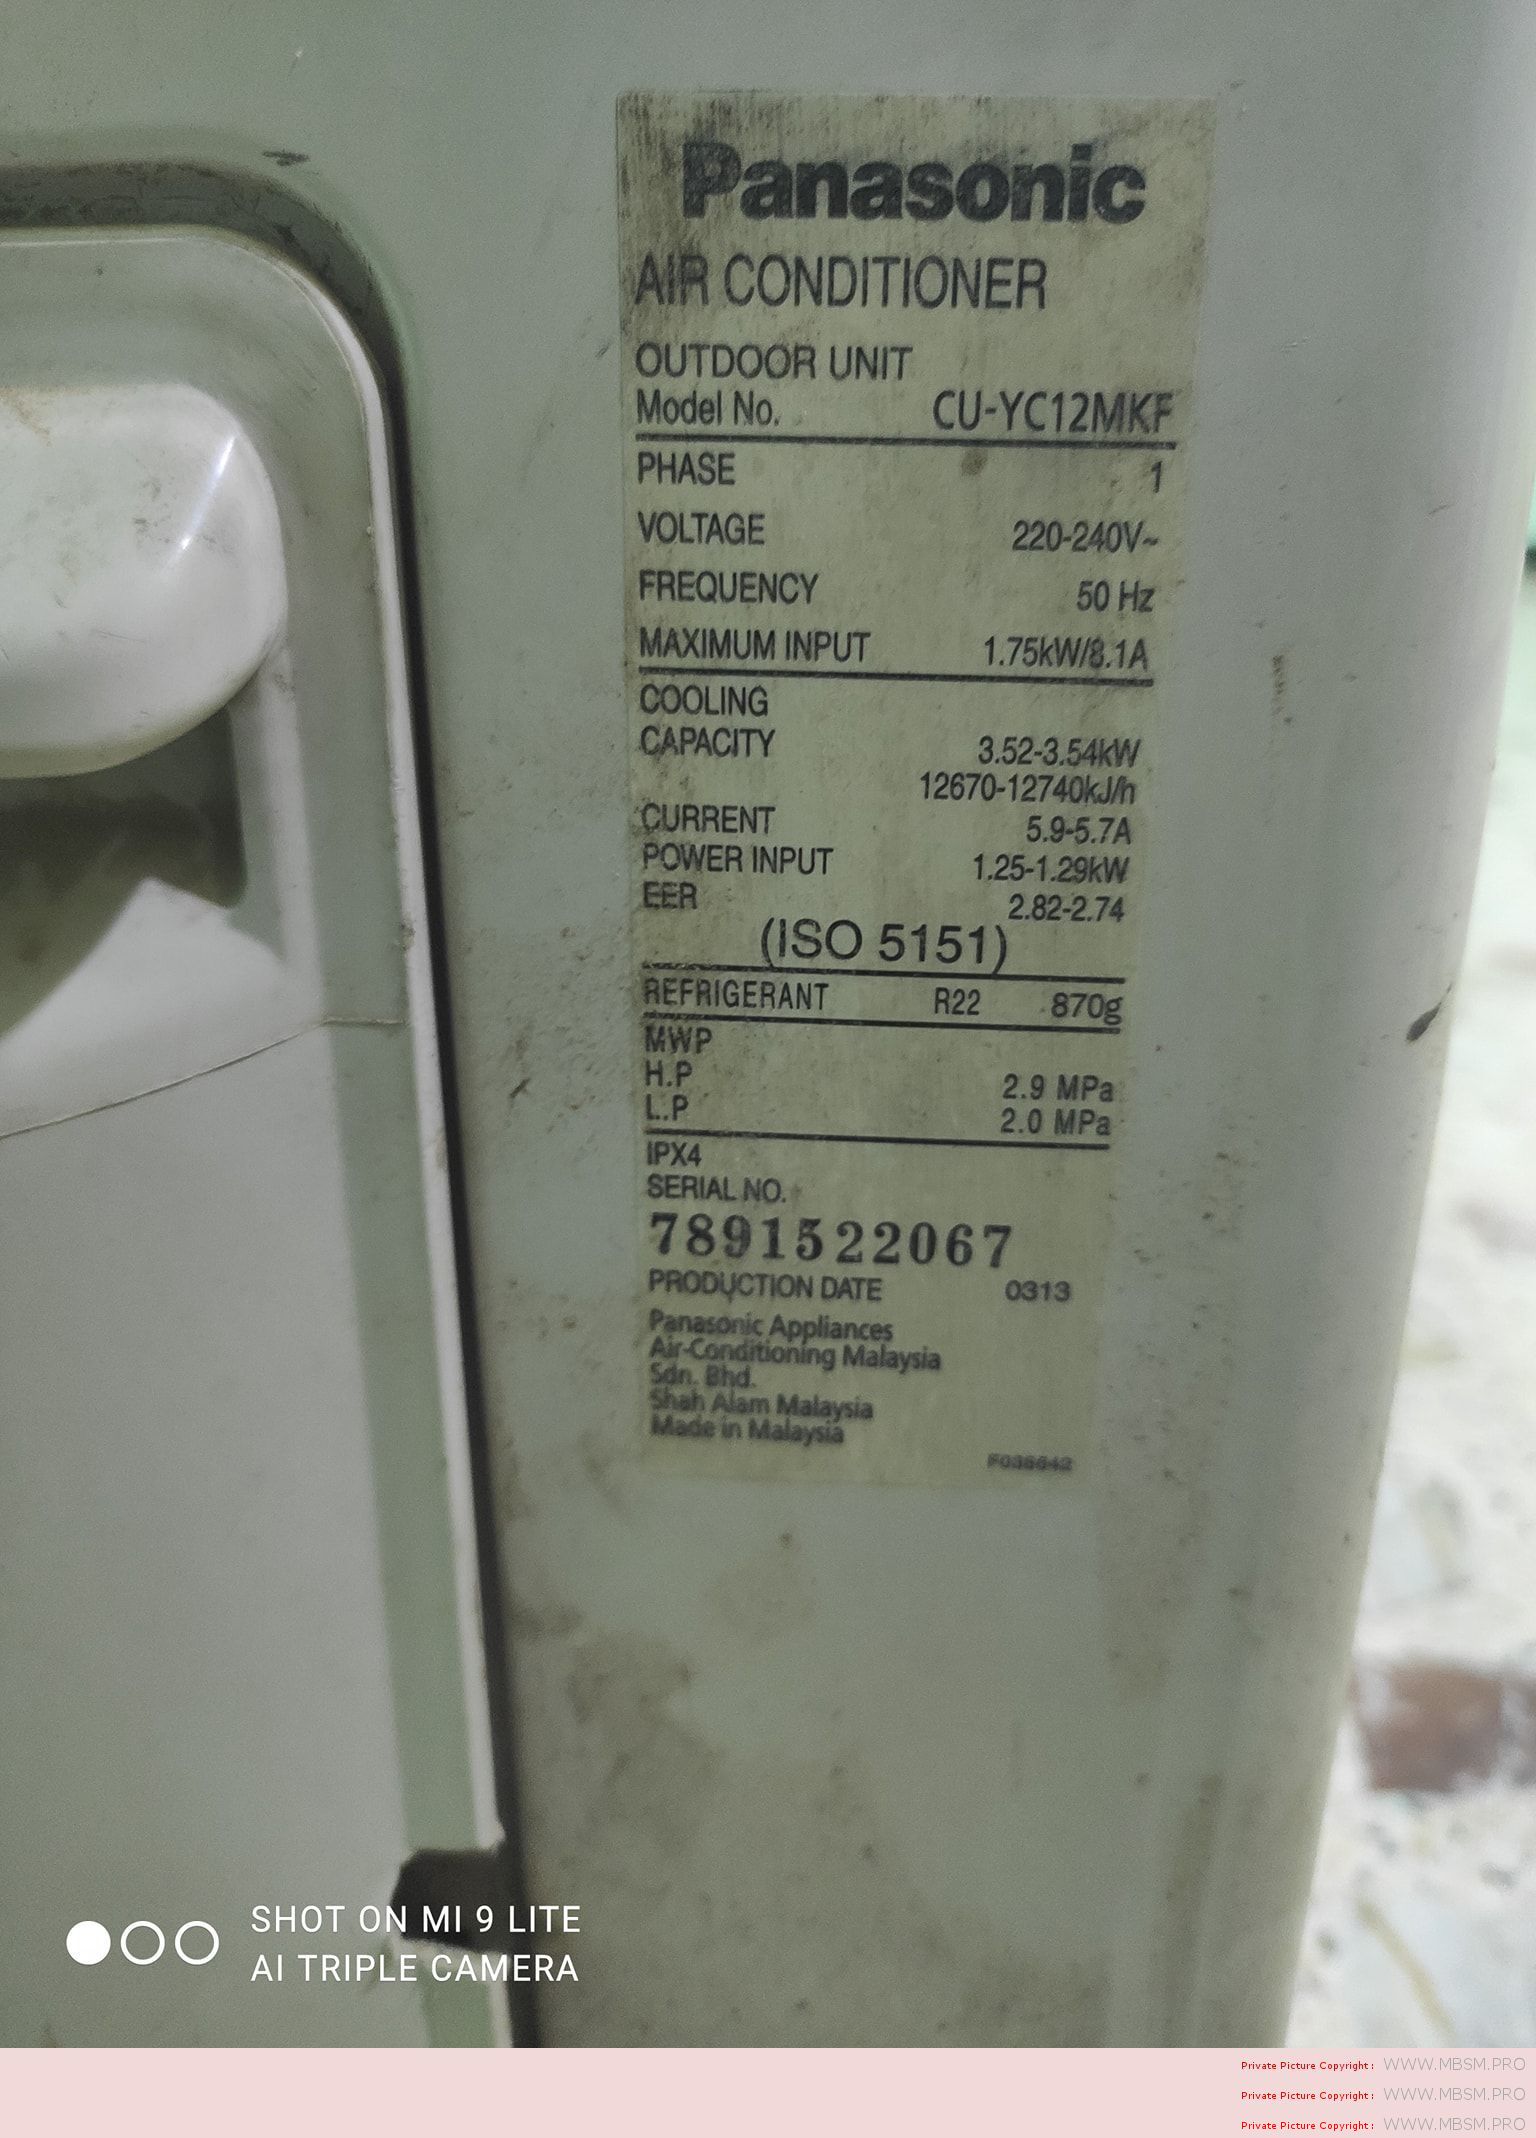 Panasonic
AIR CONDITIONER
OUTDOOR UNIT
Model No. CU-YC12MKF
PHASE 1
VOLTAGE 220-240V~
FREQUENCY 50 Hz
MAXIMUM INPUT 1.75kW/8.1A
COOLING
CAPACITY 3.52-3.54kW
12670-12740kJ/h
CURRENT 5.9-5.7A
POWER INPUT 1.25-1.29kW
EER 2.82-2.74
(ISO 5151)
REFRIGERANT R22 870g
MWP
H.P 2.9 MPa
L.P 2.0 MPa
IPX4
SERIAL NO.
7891522067
PRODUCTION DATE 0313
Panasonic Appliances
Air-Conditioning Malaysia
Sdn. Bhd.
Shah Alam Malaysia
Made in Malaysia
SHOT ON MI 9 LITE
AI TRIPLE CAMERA
Private Picture Copyright : WWW.MBSM.PRO
Private Picture Copyright : WWW.MBSM.PRO
Private Picture Copyright : WWW.MBSM.PRO